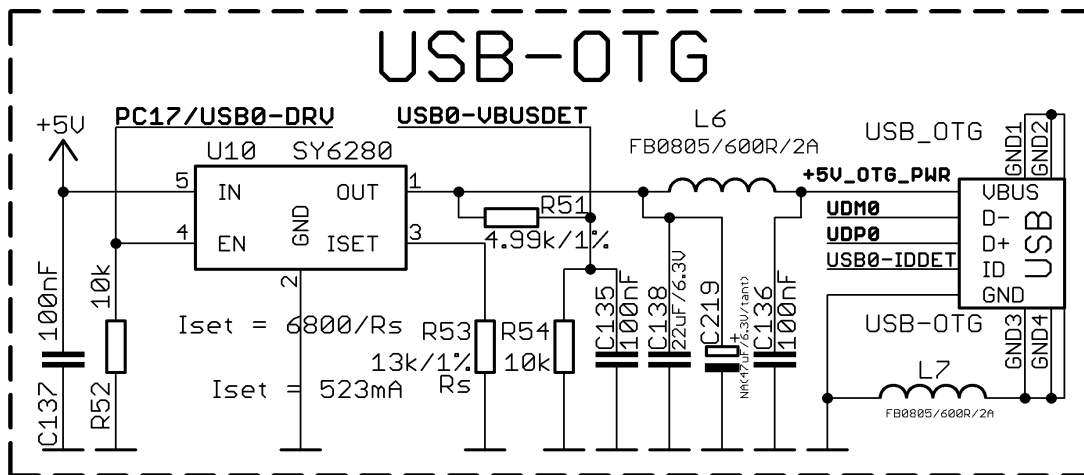 USB-OTG
+5V
PC17/USB0-DRV
USB0-VBUSDET
L6
FB0805/600R/2A
USB_OTG
GND1
GND2
U10 SY6280
5 IN
OUT 1
4 EN
GND
ISET 3
2
R51
4.99k/1%
+5V_OTG_PWR
UDM0
UDP0
USB0-IDDET
VBUS
D-
D+
ID
GND
USB
USB-OTG
GND3
GND4
100nF
C137
10k
R52
Iset = 6800/Rs
Iset = 523mA
R53
13k/1%
Rs
R54
10k
C135
100nF
C138
22uF/6.3V
C219
+
NA(47uF/6.3V/tant)
C136
100nF
L7
FB0805/600R/2A